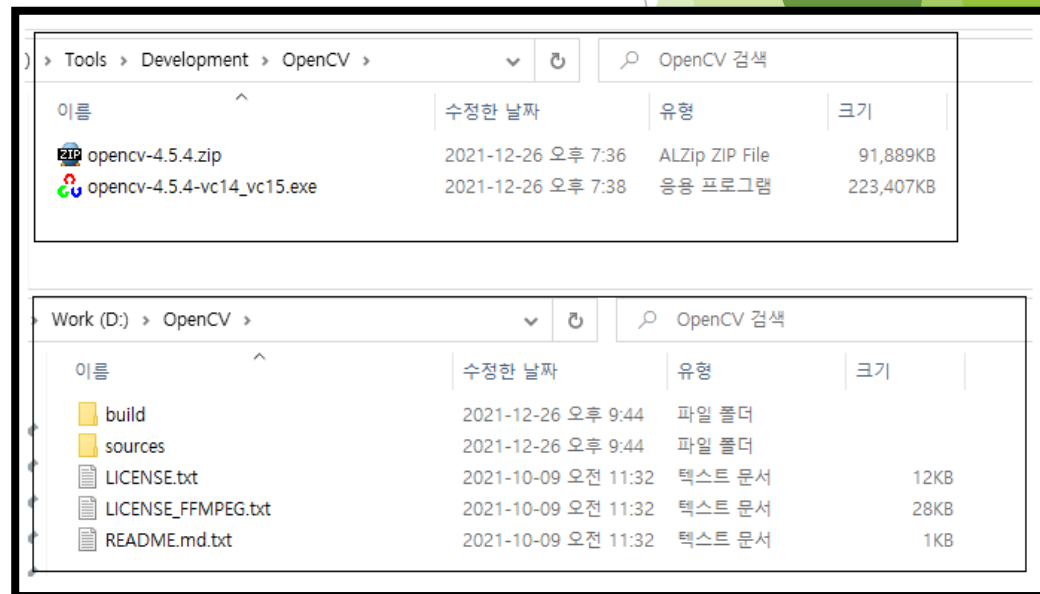 ) > Tools > Development > OpenCV > OpenCV 검색
이름 수정한 날짜 유형 크기
ZIP opencv-4.5.4.zip 2021-12-26 오후 7:36 ALZip ZIP File 91,889KB
opencv-4.5.4-vc14_vc15.exe 2021-12-26 오후 7:38 응용 프로그램 223,407KB
> Work (D:) > OpenCV > OpenCV 검색
이름 수정한 날짜 유형 크기
build 2021-12-26 오후 9:44 파일 폴더
sources 2021-12-26 오후 9:44 파일 폴더
LICENSE.txt 2021-10-09 오전 11:32 텍스트 문서 12KB
LICENSE_FFMPEG.txt 2021-10-09 오전 11:32 텍스트 문서 28KB
README.md.txt 2021-10-09 오전 11:32 텍스트 문서 1KB